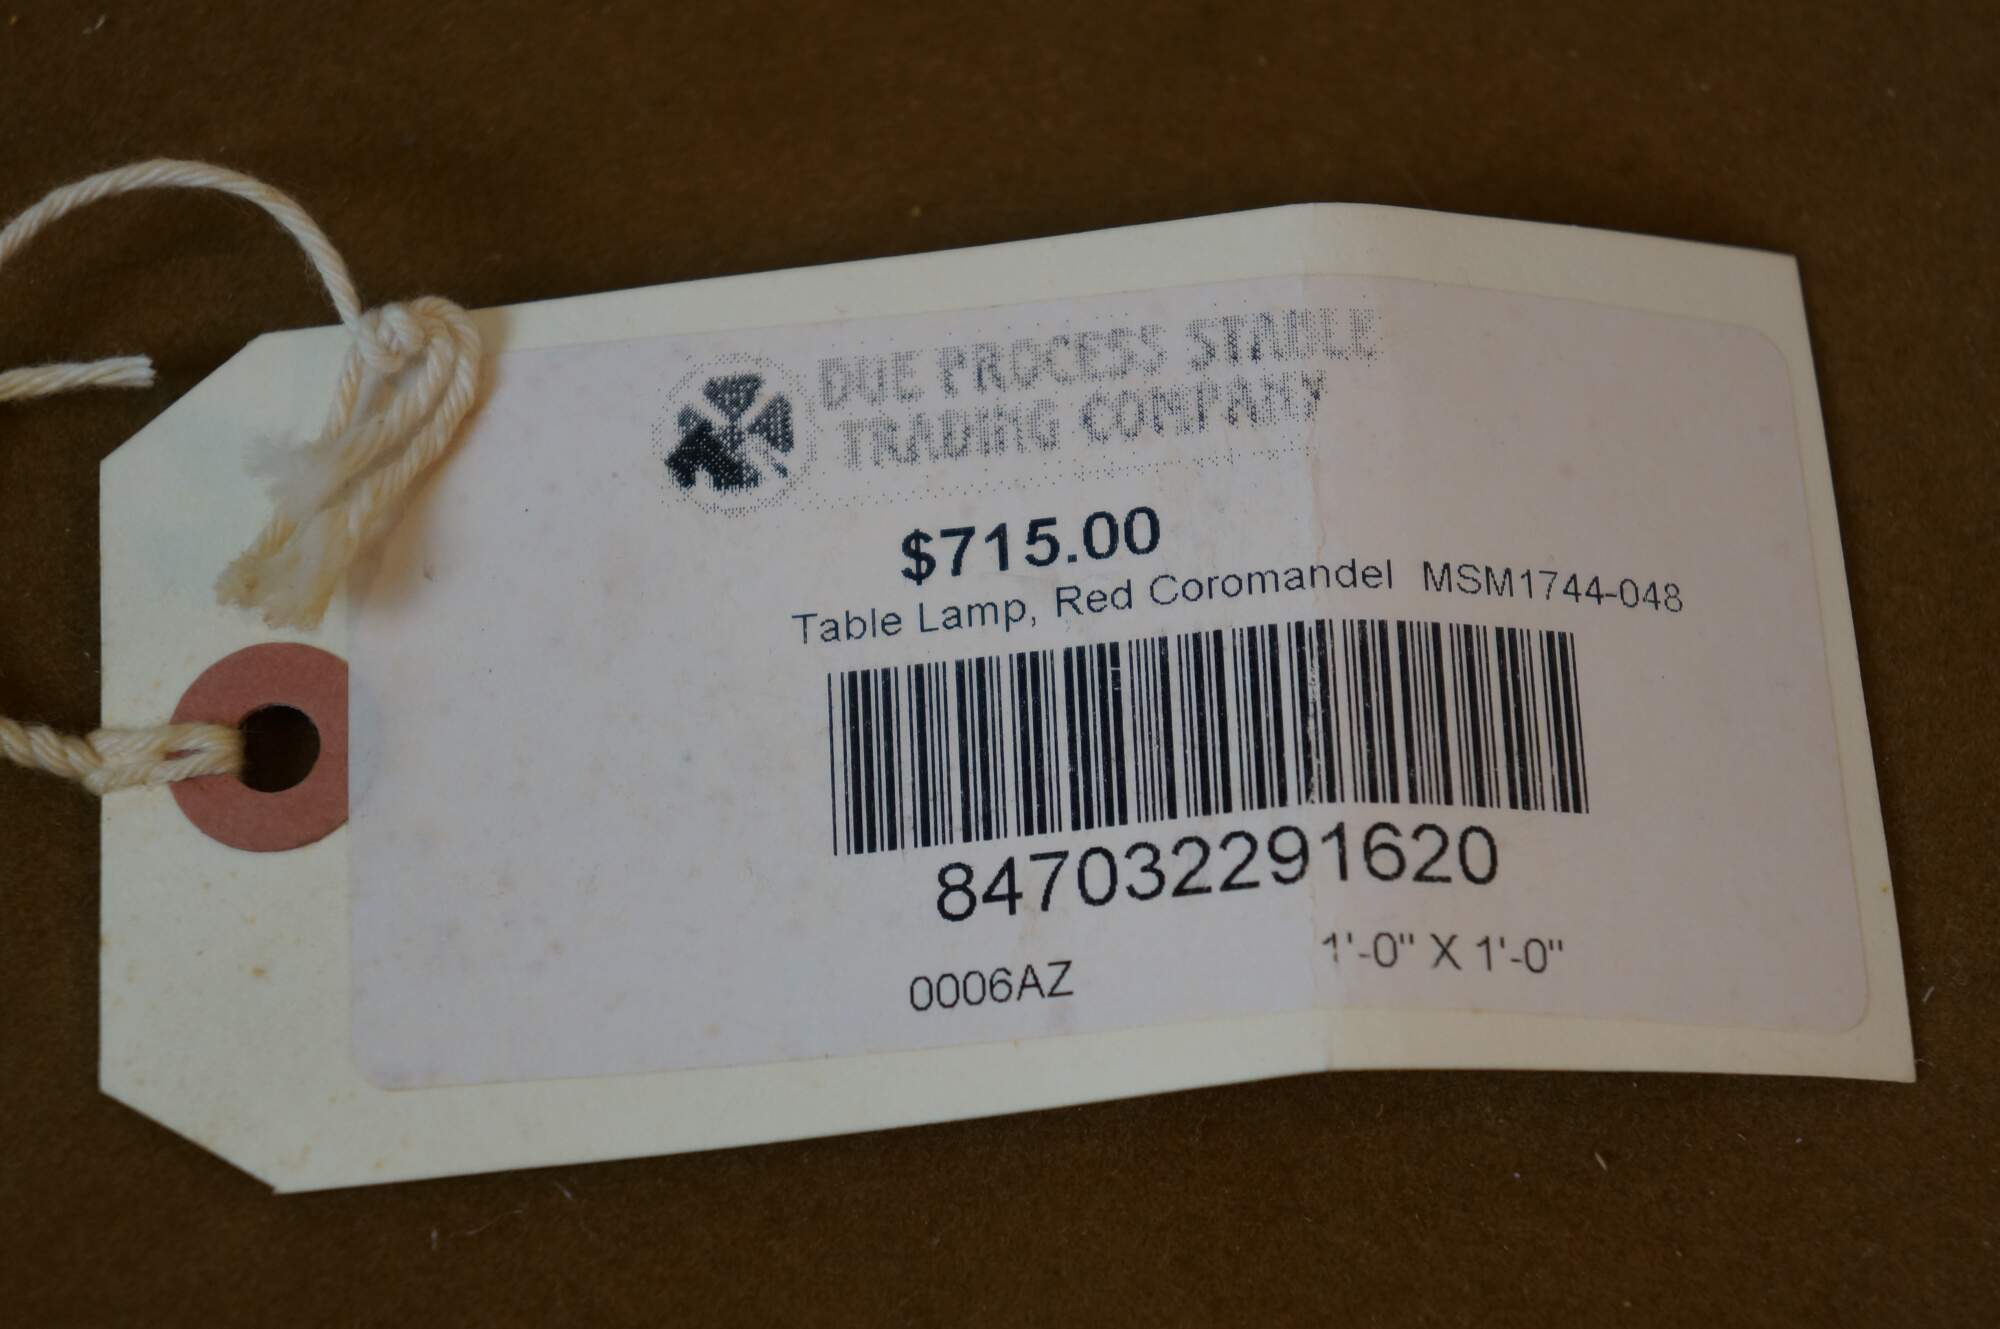 DUE PROCESS STABLE
TRADING COMPANY
$715.00
Table Lamp, Red Coromandel MSM1744-048
847032291620
0006AZ 1'-0" X 1'-0"